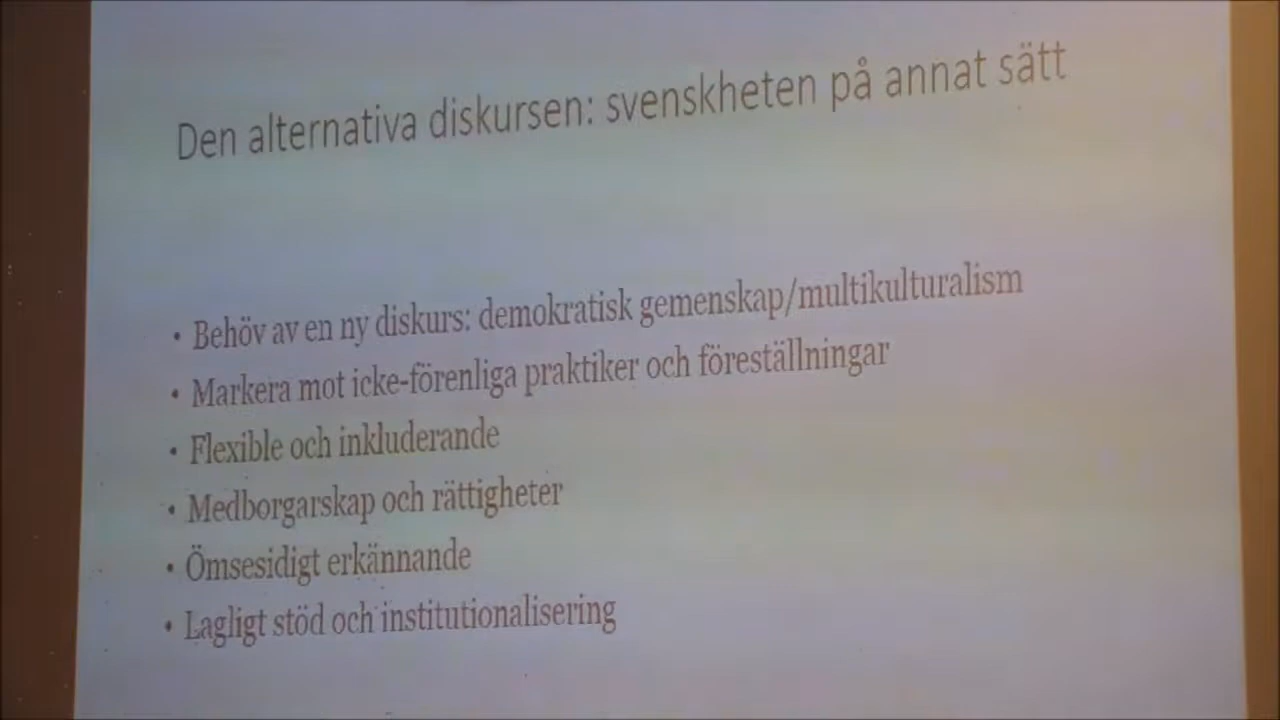 Den alternativa diskursen: svenskheten på annat sätt
• Behöv av en ny diskurs: demokratisk gemenskap/multikulturalism
• Markera mot icke-förenliga praktiker och föreställningar
• Flexible och inkluderande
• Medborgarskap och rättigheter
• Ömsesidigt erkännande
• Lagligt stöd och institutionalisering